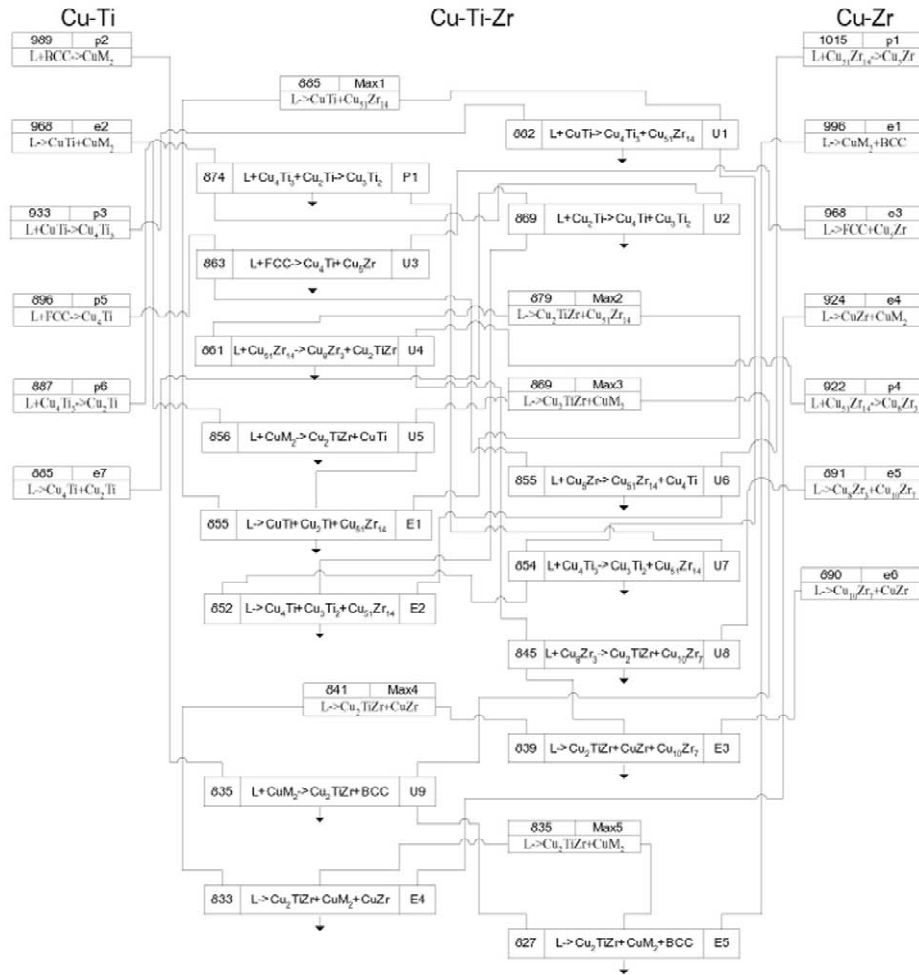 Cu-Ti
989 p2
L+BCC->CuM₂
968 e2
L->CuTi+CuM₂
933 p3
L+CuTi->Cu₄Ti₃
896 p5
L+FCC->Cu₄Ti
887 p6
L+Cu₄Ti₃->Cu₂Ti
885 e7
L->Cu₄Ti+Cu₂Ti
Cu-Ti-Zr
885 Max1
L->CuTi+Cu₅₁Zr₁₄
882 L+CuTi->Cu₄Ti₃+Cu₅₁Zr₁₄ U1
874 L+Cu₄Ti₃+Cu₂Ti->Cu₃Ti₂ P1
869 L+Cu₂Ti->Cu₄Ti+Cu₃Ti₂ U2
863 L+FCC->Cu₄Ti+Cu₅Zr U3
879 Max2
L->Cu₂TiZr+Cu₅₁Zr₁₄
861 L+Cu₅₁Zr₁₄->Cu₈Zr₃+Cu₂TiZr U4
869 Max3
L->Cu₂TiZr+CuM₂
856 L+CuM₂->Cu₂TiZr+CuTi U5
855 L+Cu₅Zr->Cu₅₁Zr₁₄+Cu₄Ti U6
855 L->CuTi+Cu₂Ti+Cu₅₁Zr₁₄ E1
854 L+Cu₄Ti₃->Cu₃Ti₂+Cu₅₁Zr₁₄ U7
852 L->Cu₄Ti+Cu₃Ti₂+Cu₅₁Zr₁₄ E2
845 L+Cu₈Zr₃->Cu₂TiZr+Cu₁₀Zr₇ U8
841 Max4
L->Cu₂TiZr+CuZr
839 L->Cu₂TiZr+CuZr+Cu₁₀Zr₇ E3
835 L+CuM₂->Cu₂TiZr+BCC U9
835 Max5
L->Cu₂TiZr+CuM₂
833 L->Cu₂TiZr+CuM₂+CuZr E4
827 L->Cu₂TiZr+CuM₂+BCC E5
Cu-Zr
1015 p1
L+Cu₅₁Zr₁₄->Cu₅Zr
996 e1
L->CuM₂+BCC
968 e3
L->FCC+Cu₅Zr
924 e4
L->CuZr+CuM₂
922 p4
L+Cu₅₁Zr₁₄->Cu₈Zr₃
891 e5
L->Cu₈Zr₃+Cu₁₀Zr₇
890 e6
L->Cu₁₀Zr₇+CuZr